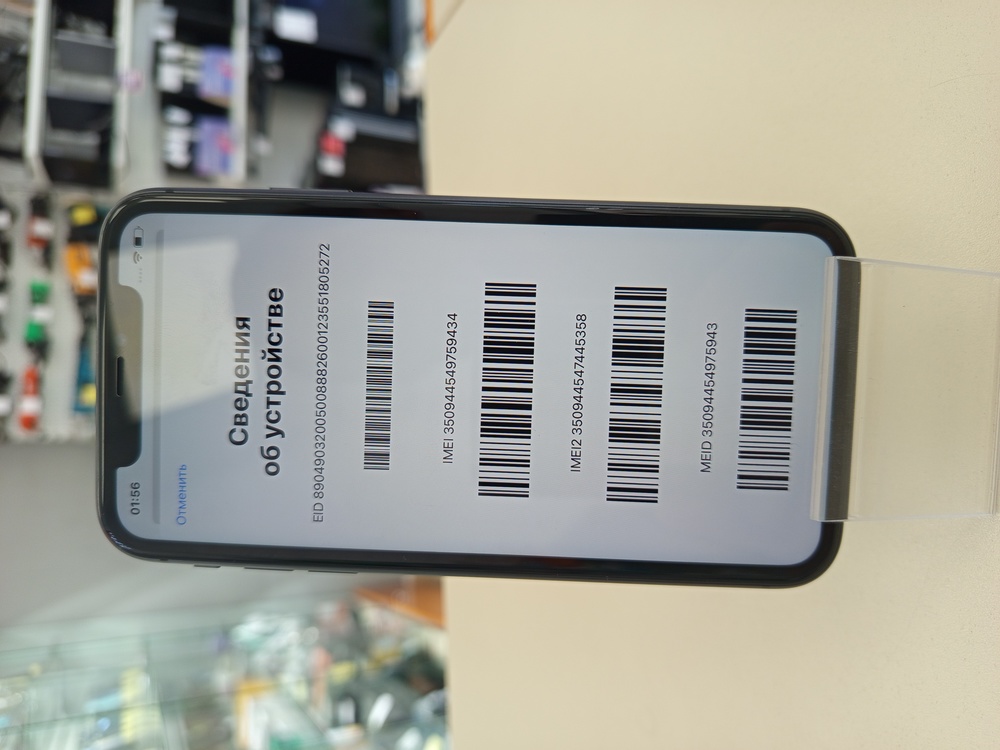 01:56
Отменить
Сведения
об устройстве
EID 89049032005008882600123551805272
IMEI 350944549759434
IMEI2 350944547445358
MEID 35094454975943